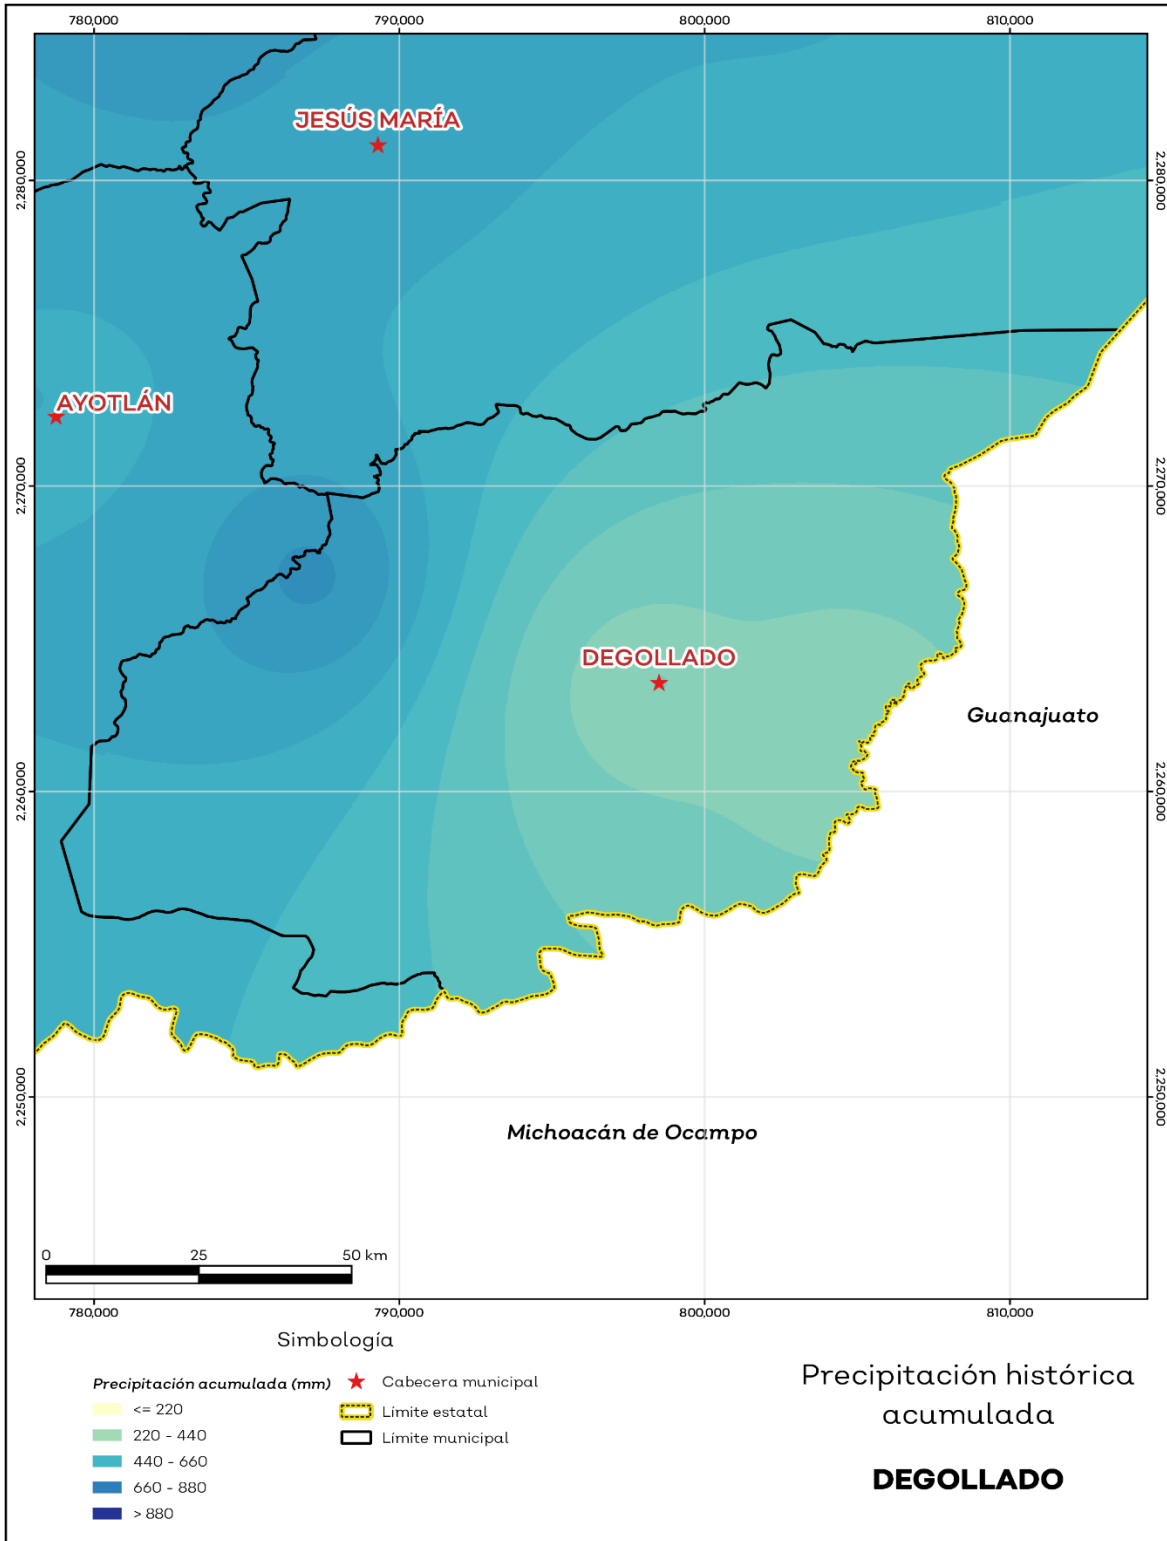 780,000 790,000 800,000 810,000
JESÚS MARÍA
2,280,000 2,280,000
AYOTLÁN
2,270,000 2,270,000
DEGOLLADO
Guanajuato
2,260,000 2,260,000
2,250,000 2,250,000
Michoacán de Ocampo
0 25 50 km
780,000 790,000 800,000 810,000
Simbología
Precipitación acumulada (mm)
<= 220
220 - 440
440 - 660
660 - 880
> 880
Cabecera municipal
Límite estatal
Límite municipal
Precipitación histórica
acumulada
DEGOLLADO